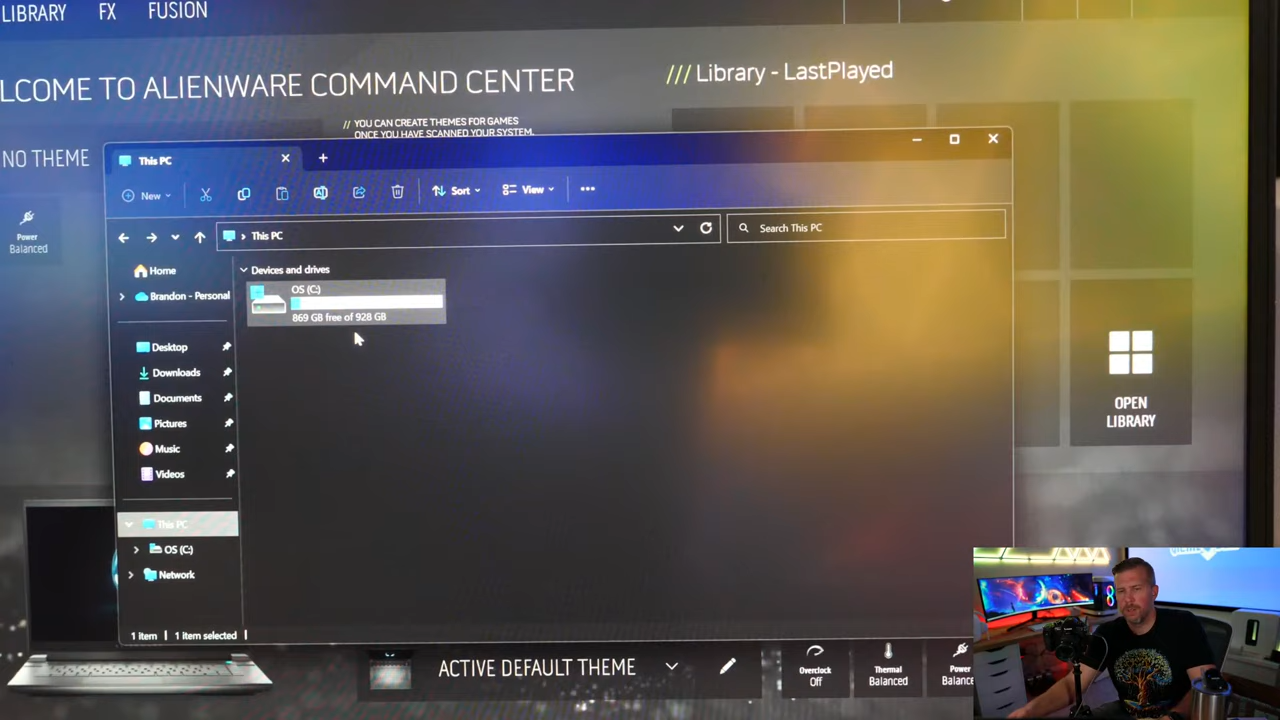 LIBRARY FX FUSION
LCOME TO ALIENWARE COMMAND CENTER
/// Library - LastPlayed
// YOU CAN CREATE THEMES FOR GAMES
ONCE YOU HAVE SCANNED YOUR SYSTEM.
NO THEME
Power
Balanced
This PC
New
Sort
View
This PC
Search This PC
Home
Brandon - Personal
Desktop
Downloads
Documents
Pictures
Music
Videos
This PC
OS (C:)
Network
Devices and drives
OS (C:)
869 GB free of 928 GB
1 item | 1 item selected |
OPEN
LIBRARY
ACTIVE DEFAULT THEME
Overclock
Off
Thermal
Balanced
Power
Balance